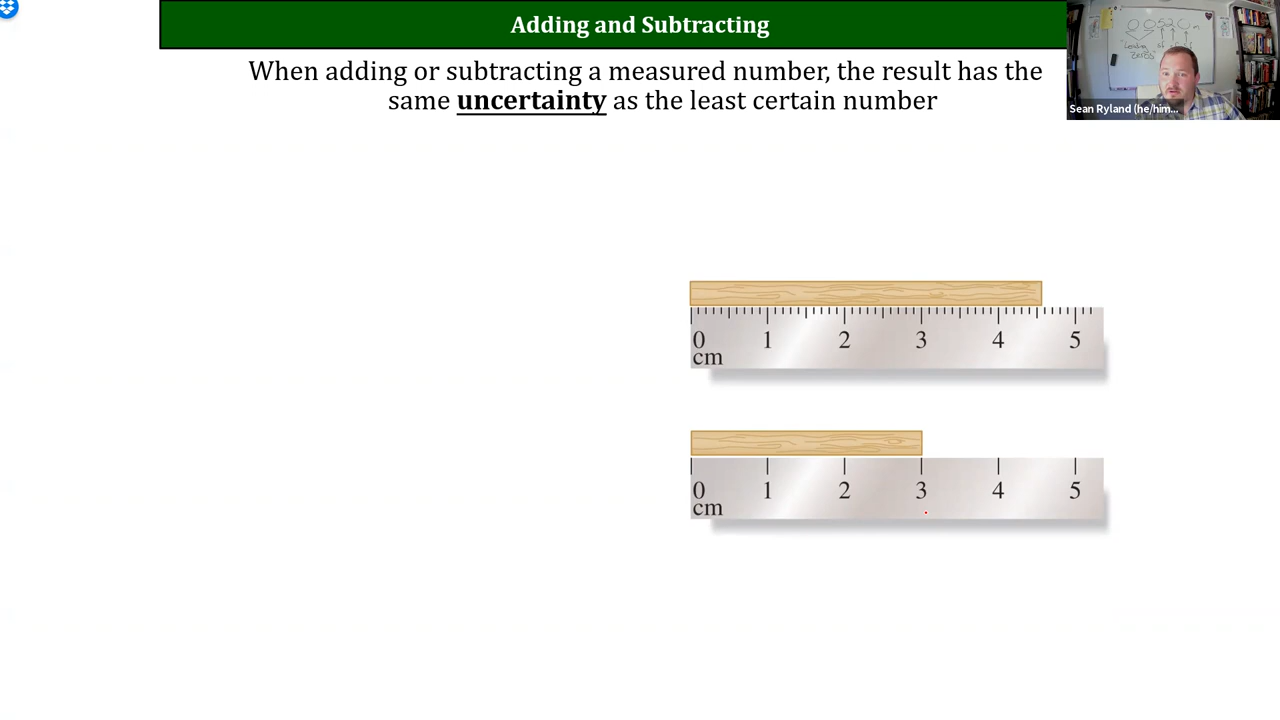 Adding and Subtracting
When adding or subtracting a measured number, the result has the
same uncertainty as the least certain number
Sean Ryland (he/him...
0 1 2 3 4 5
cm
0 1 2 3 4 5
cm